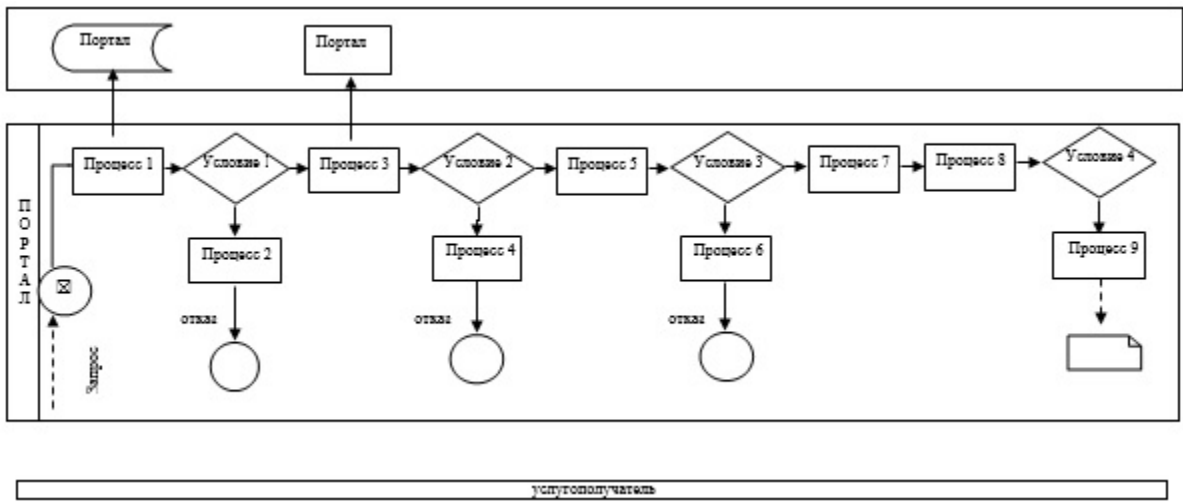 Портал
Портал
Процесс 1
Условие 1
Процесс 3
Условие 2
Процесс 5
Условие 3
Процесс 7
Процесс 8
Условие 4
ПОРТАЛ
Процесс 2
Процесс 4
Процесс 6
Процесс 9
отказ
отказ
отказ
Запрос
услугополучатель